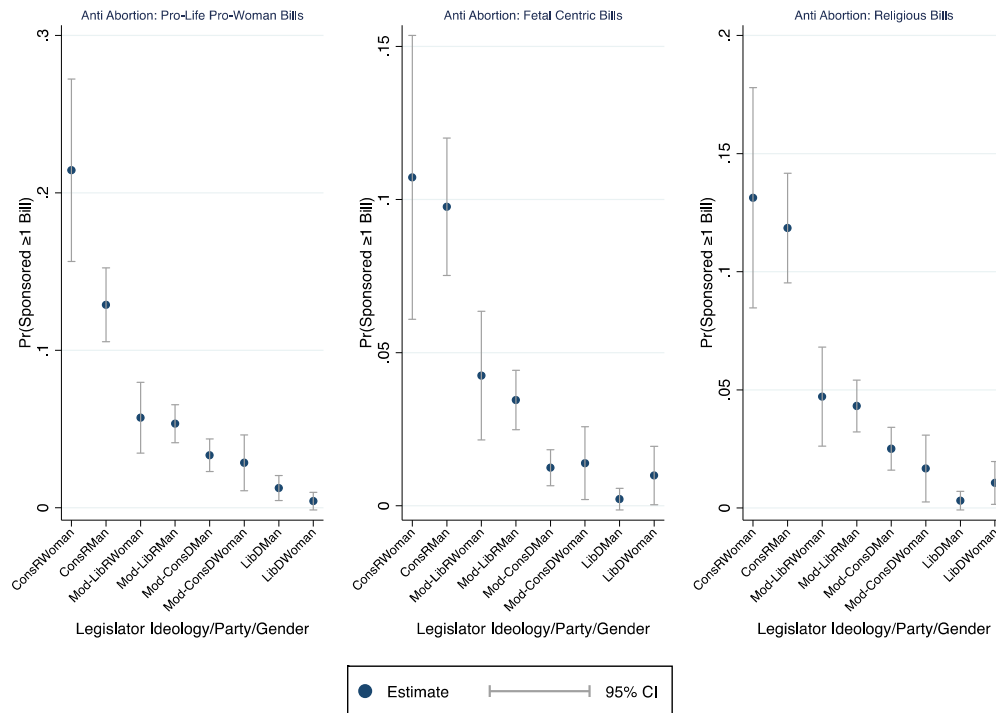 Anti Abortion: Pro-Life Pro-Woman Bills
Pr(Sponsored ≥1 Bill)
.3
.2
.1
0
ConsRWoman
ConsRMan
Mod-LibRWoman
Mod-LibRMan
Mod-ConsDMan
Mod-ConsDWoman
LibDMan
LibDWoman
Legislator Ideology/Party/Gender
Anti Abortion: Fetal Centric Bills
Pr(Sponsored ≥1 Bill)
.15
.1
.05
0
ConsRWoman
ConsRMan
Mod-LibRWoman
Mod-LibRMan
Mod-ConsDMan
Mod-ConsDWoman
LibDMan
LibDWoman
Legislator Ideology/Party/Gender
Anti Abortion: Religious Bills
Pr(Sponsored ≥1 Bill)
.2
.15
.1
.05
0
ConsRWoman
ConsRMan
Mod-LibRWoman
Mod-LibRMan
Mod-ConsDMan
Mod-ConsDWoman
LibDMan
LibDWoman
Legislator Ideology/Party/Gender
Estimate 95% CI